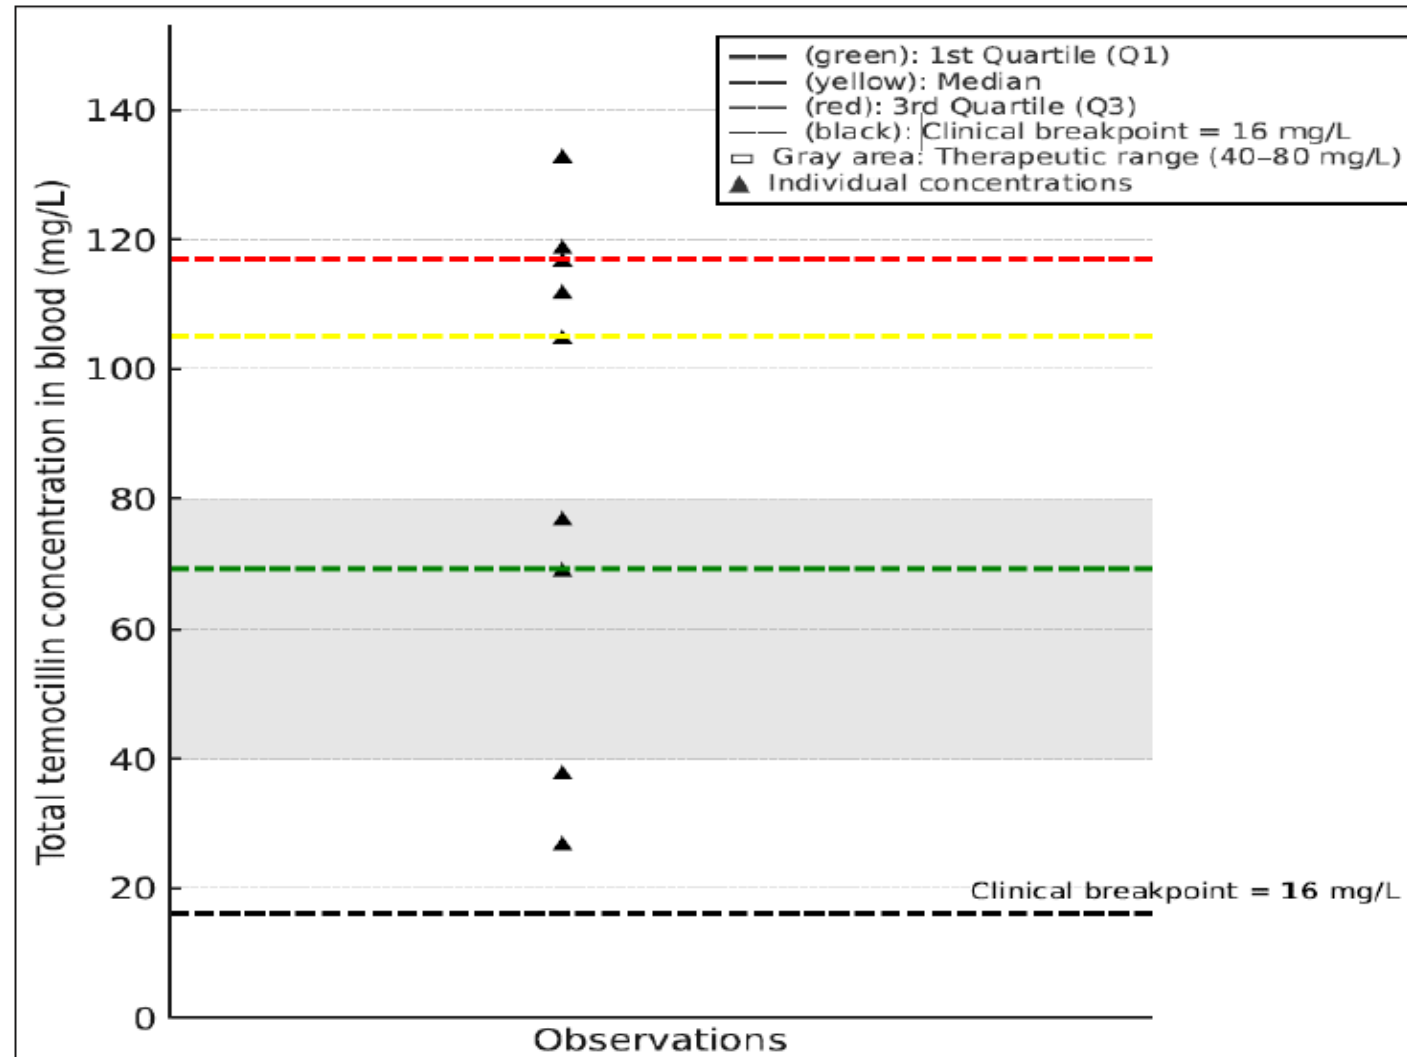 (green): 1st Quartile (Q1)
(yellow): Median
(red): 3rd Quartile (Q3)
(black): Clinical breakpoint = 16 mg/L
Gray area: Therapeutic range (40–80 mg/L)
Individual concentrations
Total temocillin concentration in blood (mg/L)
140
120
100
80
60
40
20
0
Clinical breakpoint = 16 mg/L
Observations